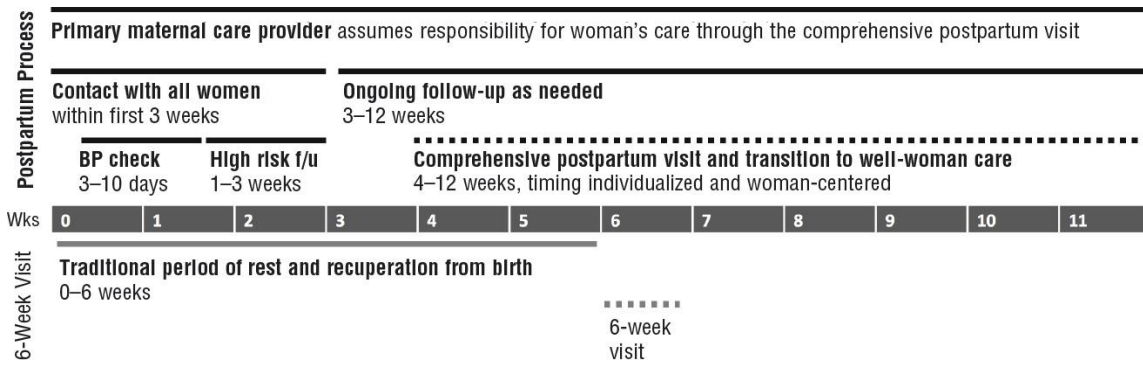 Postpartum Process
Primary maternal care provider assumes responsibility for woman's care through the comprehensive postpartum visit
Contact with all women
within first 3 weeks
Ongoing follow-up as needed
3–12 weeks
BP check
3–10 days
High risk f/u
1–3 weeks
Comprehensive postpartum visit and transition to well-woman care
4–12 weeks, timing individualized and woman-centered
Wks 0 1 2 3 4 5 6 7 8 9 10 11
6-Week Visit
Traditional period of rest and recuperation from birth
0–6 weeks
6-week
visit